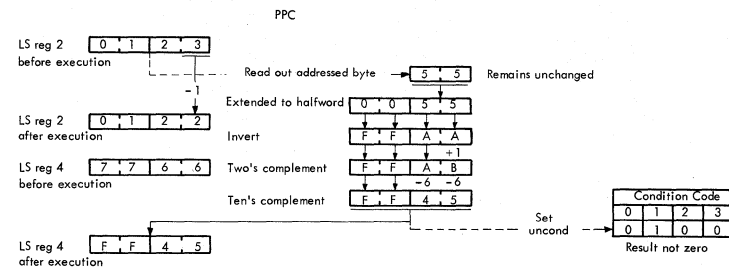 PPC
LS reg 2 before execution
0 1 2 3
Read out addressed byte
5 5
Remains unchanged
-1
Extended to halfword
0 0 5 5
LS reg 2 after execution
0 1 2 2
Invert
F F A A
+1
LS reg 4 before execution
7 7 6 6
Two's complement
F F A B
-6 -6
Ten's complement
F F 4 5
Set uncond
Condition Code
0 1 2 3
0 1 0 0
Result not zero
LS reg 4 after execution
F F 4 5